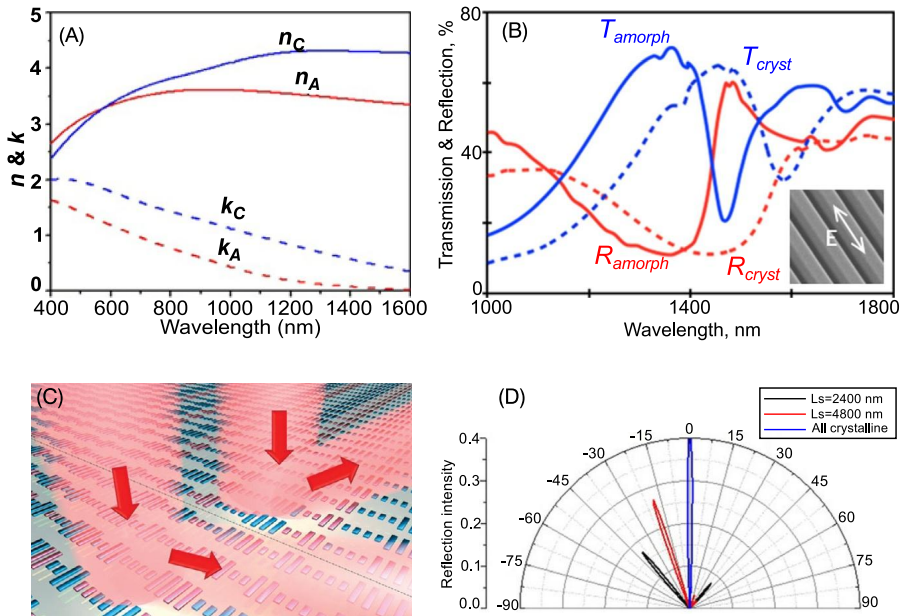 (A)
n & k
5
4
3
2
1
0
n_C
n_A
k_C
k_A
400 600 800 1000 1200 1400 1600
Wavelength (nm)
(B)
Transmission & Reflection, %
80
40
0
T_amorph
T_cryst
R_amorph
R_cryst
E
1000 1400 1800
Wavelength, nm
(C)
(D)
Ls=2400 nm
Ls=4800 nm
All crystalline
Reflection intensity
0.4
0.3
0.2
0.1
0.0
-90 -75 -60 -45 -30 -15 0 15 30 45 60 75 90